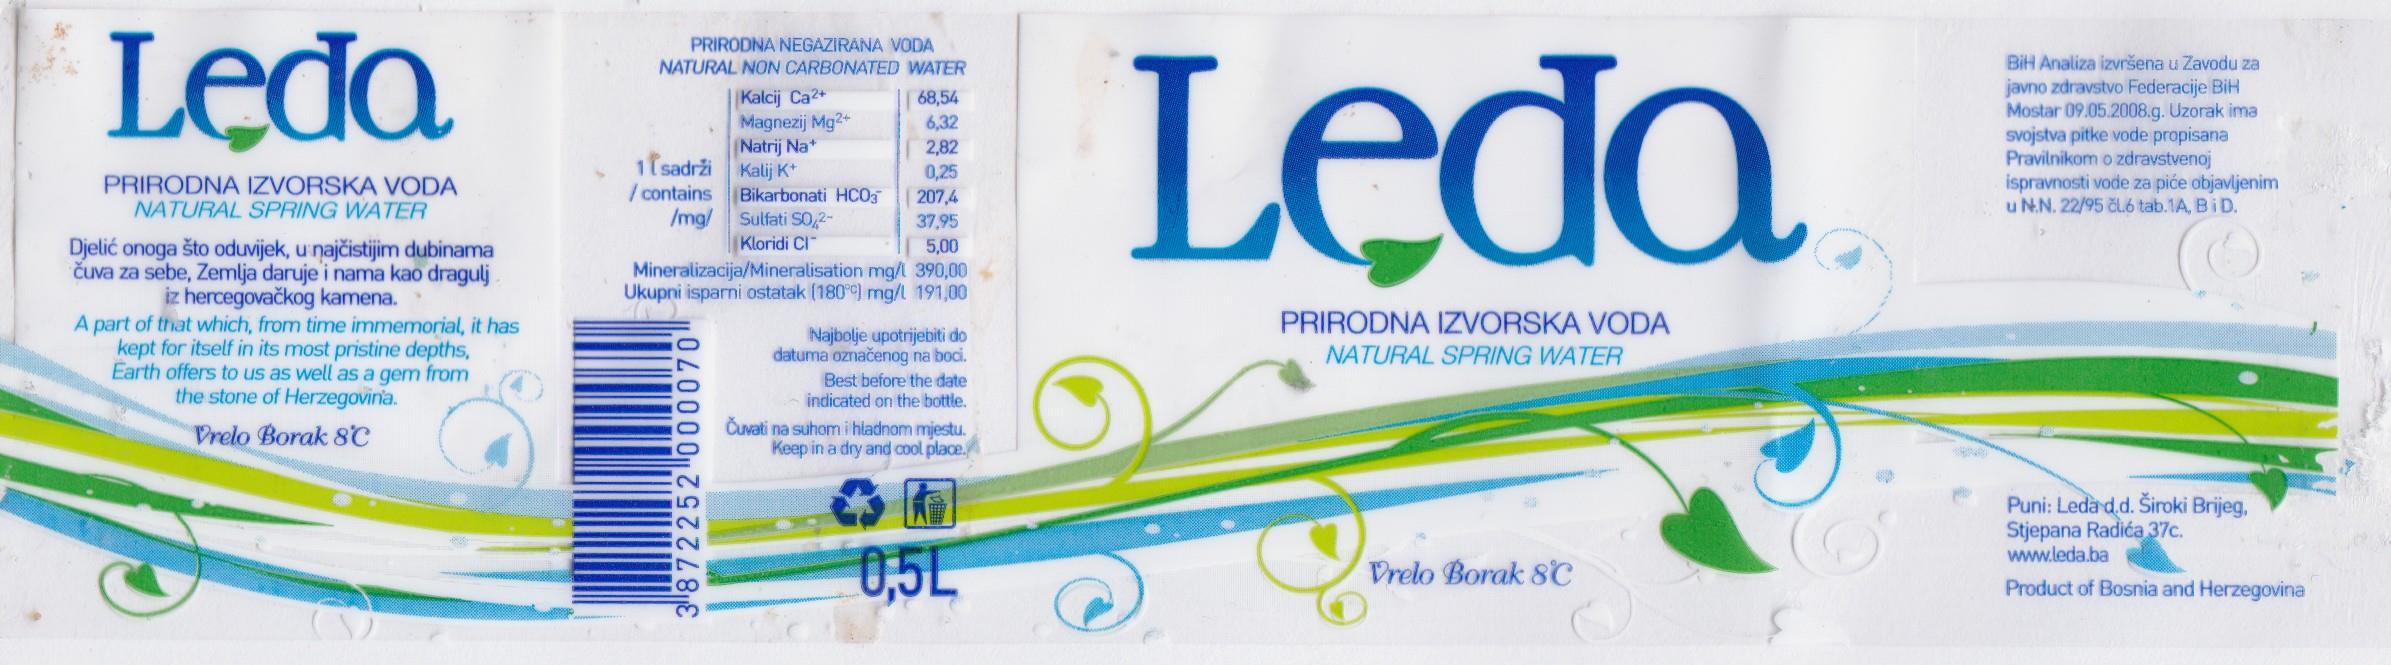 Leda
PRIRODNA IZVORSKA VODA
NATURAL SPRING WATER
Djelić onoga što oduvijek, u najčistijim dubinama
čuva za sebe, Zemlja daruje i nama kao dragulj
iz hercegovačkog kamena.
A part of that which, from time immemorial, it has
kept for itself in its most pristine depths,
Earth offers to us as well as a gem from
the stone of Herzegovina.
Vrelo Borak 8°C
PRIRODNA NEGAZIRANA VODA
NATURAL NON CARBONATED WATER
1 l sadrži
/ contains
/mg/
Kalcij Ca2+ 68,54
Magnezij Mg2+ 6,32
Natrij Na+ 2,82
Kalij K+ 0,25
Bikarbonati HCO3- 207,4
Sulfati SO42- 37,95
Kloridi Cl- 5,00
Mineralizacija/Mineralisation mg/l 390,00
Ukupni isparni ostatak (180°C) mg/l 191,00
Najbolje upotrijebiti do
datuma označenog na boci.
Best before the date
indicated on the bottle.
Čuvati na suhom i hladnom mjestu.
Keep in a dry and cool place.
3872252000070
0,5L
Leda
PRIRODNA IZVORSKA VODA
NATURAL SPRING WATER
Vrelo Borak 8°C
BiH Analiza izvršena u Zavodu za
javno zdravstvo Federacije BiH
Mostar 09.05.2008.g. Uzorak ima
svojstva pitke vode propisana
Pravilnikom o zdravstvenoj
ispravnosti vode za piće objavljenim
u N.N. 22/95 čl.6 tab.1A, B i D.
Puni: Leda d.d. Široki Brijeg,
Stjepana Radića 37c.
www.leda.ba
Product of Bosnia and Herzegovina